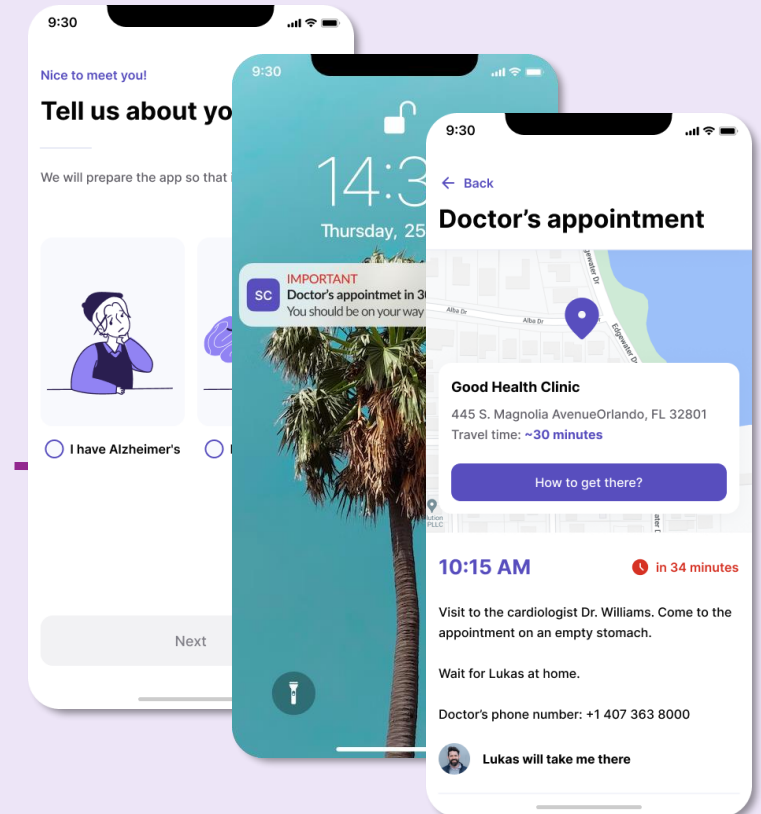 9:30
Nice to meet you!
Tell us about yo
We will prepare the app so that i
I have Alzheimer's
Next
9:30
14:3
Thursday, 25
SC
IMPORTANT
Doctor's appointmet in 3
You should be on your way
9:30
Back
Doctor's appointment
Edgewater Dr
Alba Dr
Alba Dr
Edgewater Dr
Good Health Clinic
445 S. Magnolia AvenueOrlando, FL 32801
Travel time: ~30 minutes
How to get there?
PLLC
10:15 AM
in 34 minutes
Visit to the cardiologist Dr. Williams. Come to the
appointment on an empty stomach.
Wait for Lukas at home.
Doctor's phone number: +1 407 363 8000
Lukas will take me there